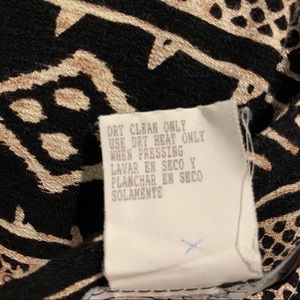 DRY CLEAN ONLY
USE DRY HEAT ONLY
WHEN PRESSING
LAVAR EN SECO Y
PLANCHAR EN SECO
SOLAMENTE